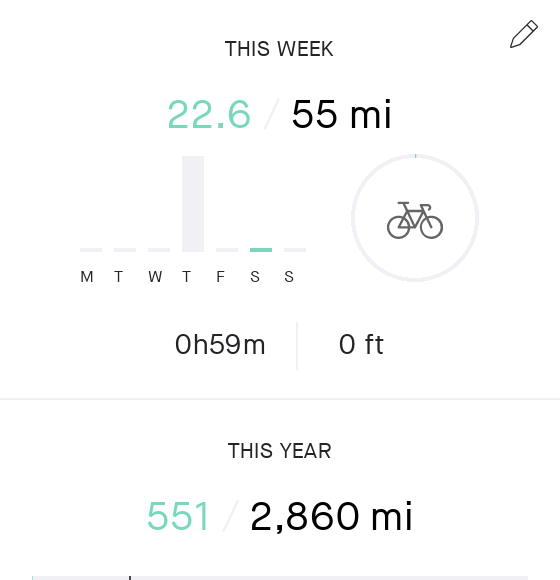 THIS WEEK
22.6 / 55 mi
M T W T F S S
0h59m 0 ft
THIS YEAR
551 / 2,860 mi